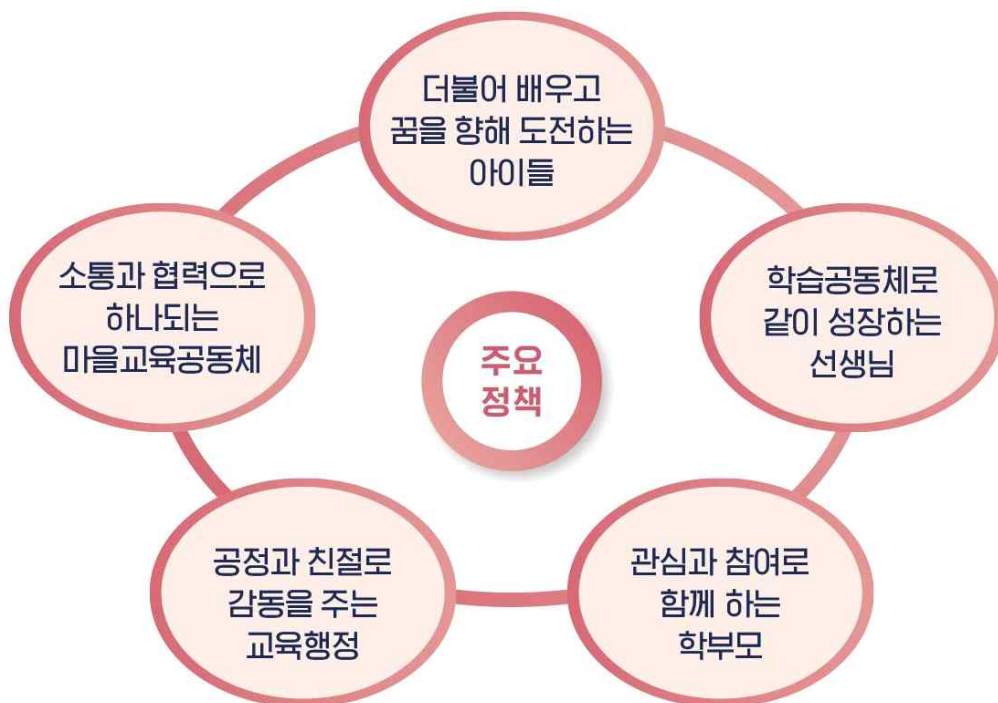 더불어 배우고
꿈을 향해 도전하는
아이들
학습공동체로
같이 성장하는
선생님
관심과 참여로
함께 하는
학부모
공정과 친절로
감동을 주는
교육행정
소통과 협력으로
하나되는
마을교육공동체
주요
정책